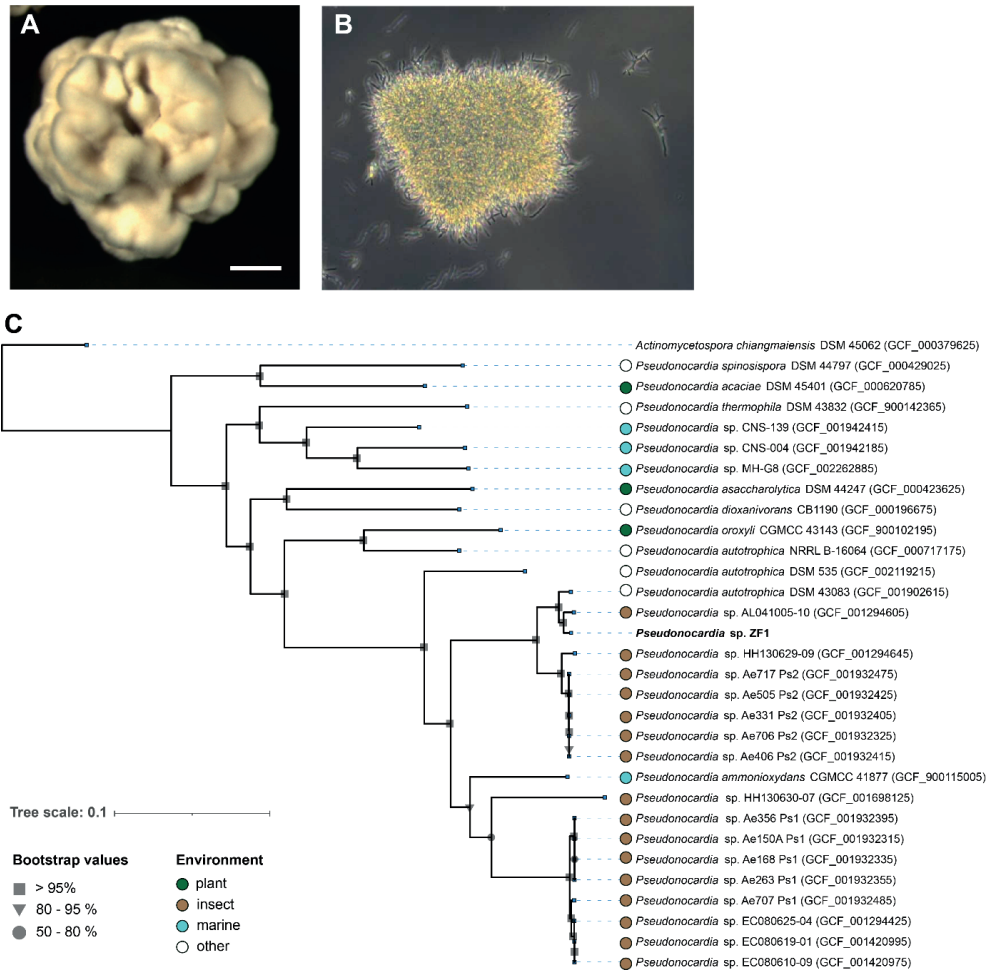 A
B
C
Actinomycetospora chiangmaiensis DSM 45062 (GCF_000379625)
Pseudonocardia spinosispora DSM 44797 (GCF_000429025)
Pseudonocardia acaciae DSM 45401 (GCF_000620785)
Pseudonocardia thermophila DSM 43832 (GCF_900142365)
Pseudonocardia sp. CNS-139 (GCF_001942415)
Pseudonocardia sp. CNS-004 (GCF_001942185)
Pseudonocardia sp. MH-G8 (GCF_002262885)
Pseudonocardia asaccharolytica DSM 44247 (GCF_000423625)
Pseudonocardia dioxanivorans CB1190 (GCF_000196675)
Pseudonocardia oroxyli CGMCC 43143 (GCF_900102195)
Pseudonocardia autotrophica NRRL B-16064 (GCF_000717175)
Pseudonocardia autotrophica DSM 535 (GCF_002119215)
Pseudonocardia autotrophica DSM 43083 (GCF_001902615)
Pseudonocardia sp. AL041005-10 (GCF_001294605)
Pseudonocardia sp. ZF1
Pseudonocardia sp. HH130629-09 (GCF_001294645)
Pseudonocardia sp. Ae717 Ps2 (GCF_001932475)
Pseudonocardia sp. Ae505 Ps2 (GCF_001932425)
Pseudonocardia sp. Ae331 Ps2 (GCF_001932405)
Pseudonocardia sp. Ae706 Ps2 (GCF_001932325)
Pseudonocardia sp. Ae406 Ps2 (GCF_001932415)
Pseudonocardia ammonioxydans CGMCC 41877 (GCF_900115005)
Pseudonocardia sp. HH130630-07 (GCF_001698125)
Pseudonocardia sp. Ae356 Ps1 (GCF_001932395)
Pseudonocardia sp. Ae150A Ps1 (GCF_001932315)
Pseudonocardia sp. Ae168 Ps1 (GCF_001932335)
Pseudonocardia sp. Ae263 Ps1 (GCF_001932355)
Pseudonocardia sp. Ae707 Ps1 (GCF_001932485)
Pseudonocardia sp. EC080625-04 (GCF_001294425)
Pseudonocardia sp. EC080619-01 (GCF_001420995)
Pseudonocardia sp. EC080610-09 (GCF_001420975)
Tree scale: 0.1
Bootstrap values
> 95%
80 - 95 %
50 - 80 %
Environment
plant
insect
marine
other